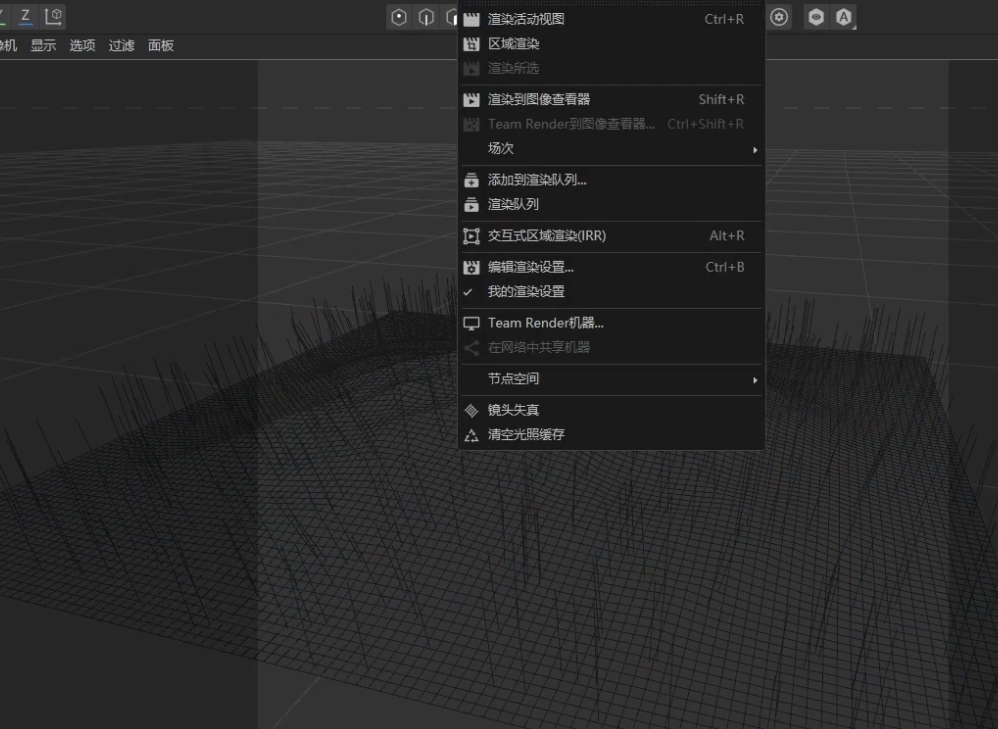 Z
像机 显示 选项 过滤 面板
渲染活动视图 Ctrl+R
区域渲染
渲染所选
渲染到图像查看器 Shift+R
Team Render到图像查看器... Ctrl+Shift+R
场次
添加到渲染队列...
渲染队列
交互式区域渲染(IRR) Alt+R
编辑渲染设置... Ctrl+B
我的渲染设置
Team Render机器...
在网络中共享机器
节点空间
镜头失真
清空光照缓存
A